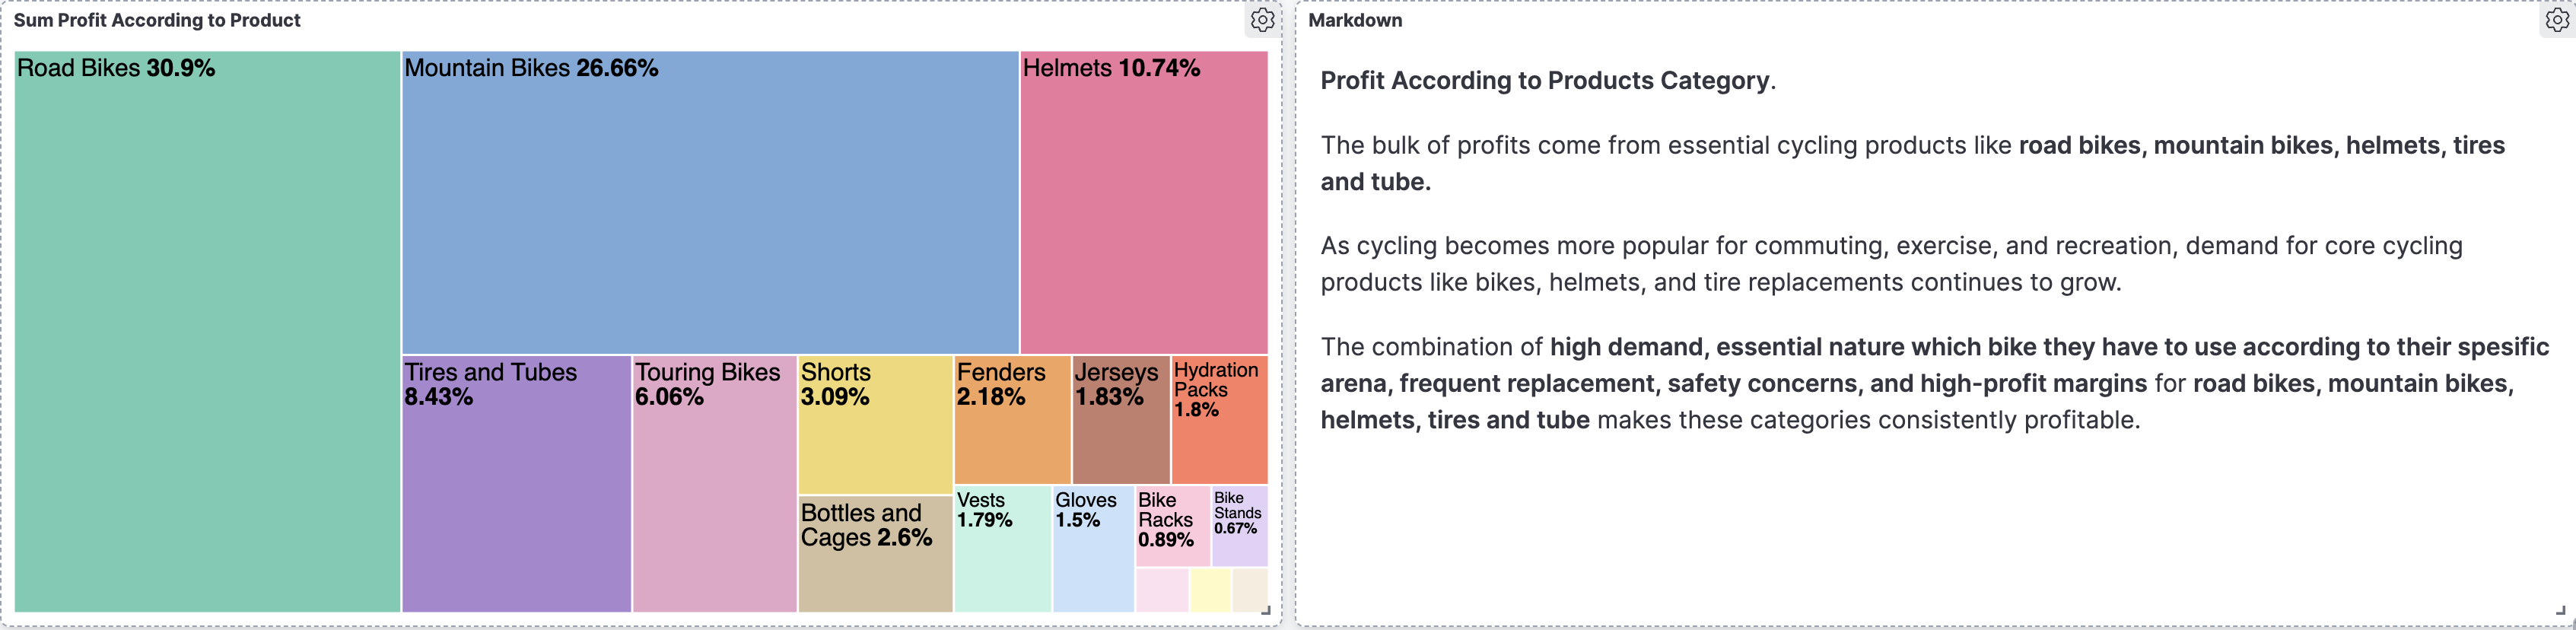 Sum Profit According to Product
Road Bikes 30.9%
Mountain Bikes 26.66%
Helmets 10.74%
Tires and Tubes
8.43%
Touring Bikes
6.06%
Shorts
3.09%
Fenders
2.18%
Jerseys
1.83%
Hydration
Packs
1.8%
Bottles and
Cages 2.6%
Vests
1.79%
Gloves
1.5%
Bike
Racks
0.89%
Bike
Stands
0.67%
Markdown
Profit According to Products Category.
The bulk of profits come from essential cycling products like road bikes, mountain bikes, helmets, tires
and tube.
As cycling becomes more popular for commuting, exercise, and recreation, demand for core cycling
products like bikes, helmets, and tire replacements continues to grow.
The combination of high demand, essential nature which bike they have to use according to their spesific
arena, frequent replacement, safety concerns, and high-profit margins for road bikes, mountain bikes,
helmets, tires and tube makes these categories consistently profitable.